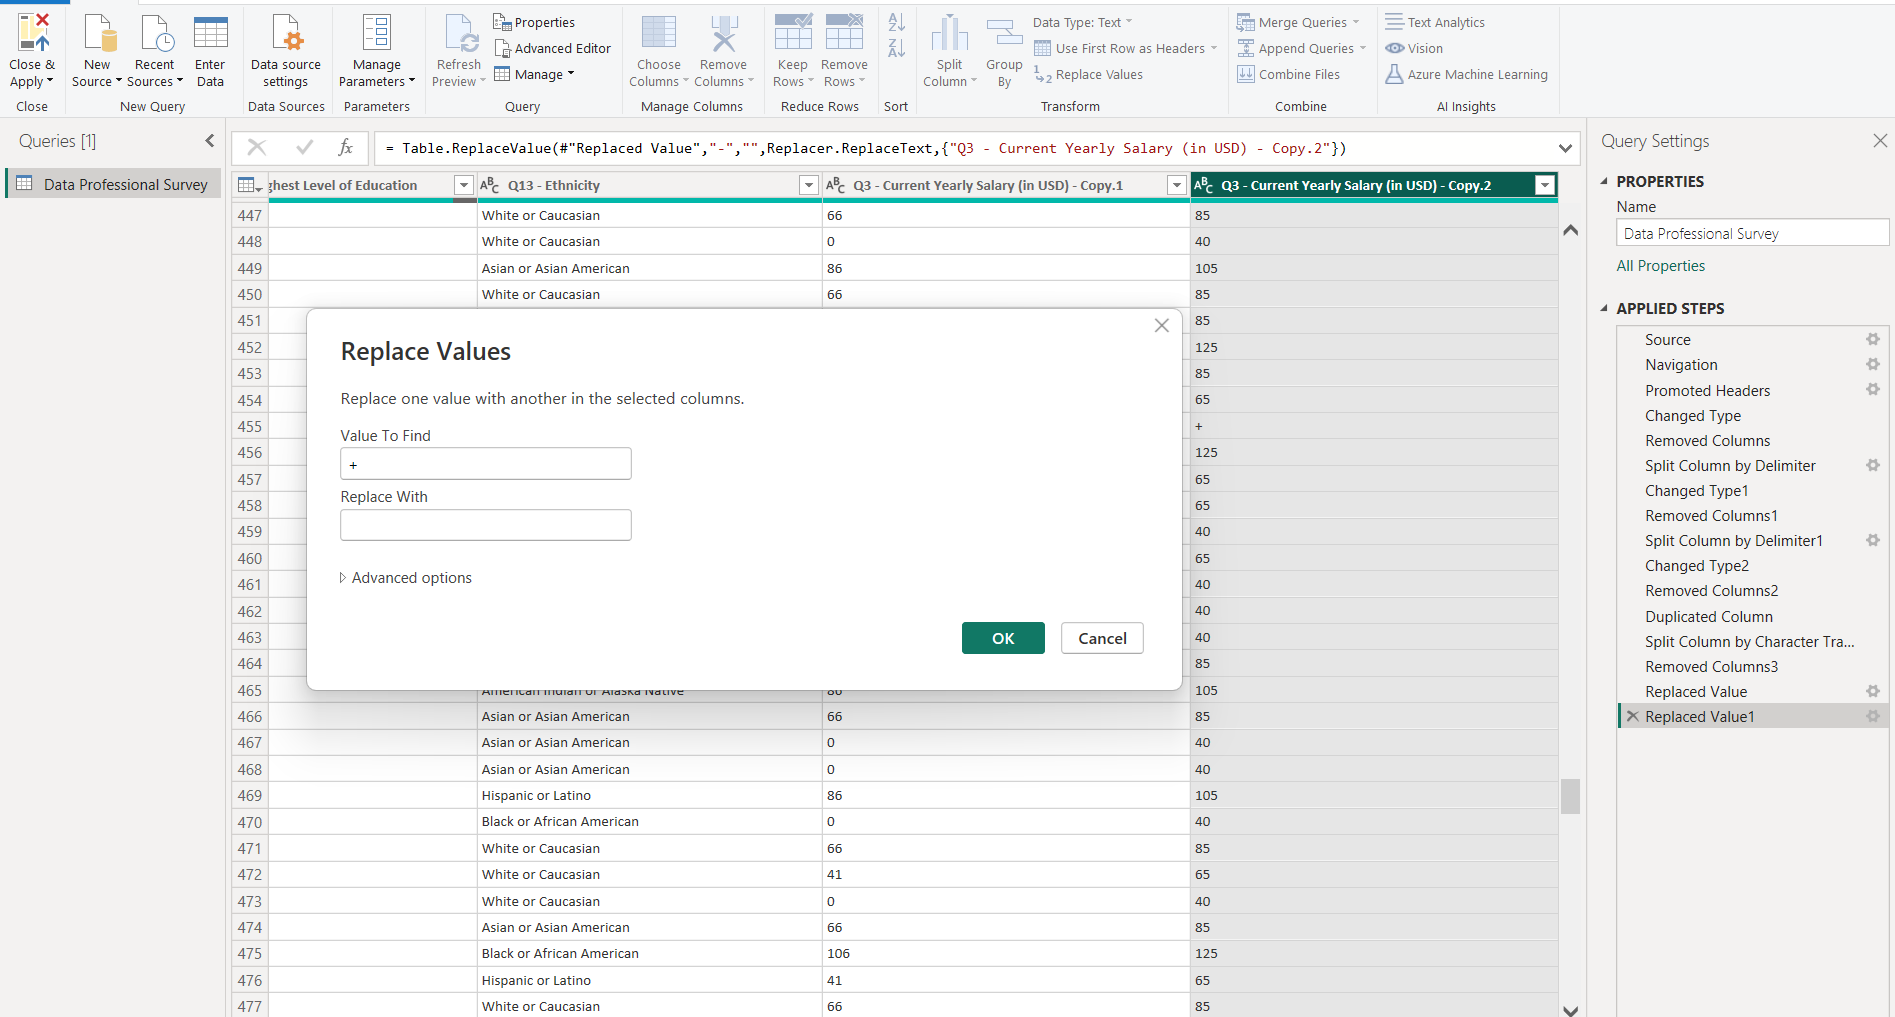 Close &
Apply
New
Source
Recent
Sources
Enter
Data
Data source
settings
Manage
Parameters
Refresh
Preview
Properties
Advanced Editor
Manage
Choose
Columns
Remove
Columns
Keep
Rows
Remove
Rows
A
Z
Z
A
Split
Column
Group
By
Data Type: Text
Use First Row as Headers
1 2 Replace Values
Merge Queries
Append Queries
Combine Files
Text Analytics
Vision
Azure Machine Learning
Close
New Query
Data Sources
Parameters
Query
Manage Columns
Reduce Rows
Sort
Transform
Combine
AI Insights
Queries [1]
Data Professional Survey
fx = Table.ReplaceValue(#"Replaced Value","-","",Replacer.ReplaceText,{"Q3 - Current Yearly Salary (in USD) - Copy.2"})
ghest Level of Education ABC Q13 - Ethnicity ABC Q3 - Current Yearly Salary (in USD) - Copy.1 ABC Q3 - Current Yearly Salary (in USD) - Copy.2
447 White or Caucasian 66 85
448 White or Caucasian 0 40
449 Asian or Asian American 86 105
450 White or Caucasian 66 85
451 85
452 125
453 85
454 65
455 +
456 125
457 65
458 65
459 40
460 65
461 40
462 40
463 40
464 85
465 American Indian or Alaska Native 86 105
466 Asian or Asian American 66 85
467 Asian or Asian American 0 40
468 Asian or Asian American 0 40
469 Hispanic or Latino 86 105
470 Black or African American 0 40
471 White or Caucasian 66 85
472 White or Caucasian 41 65
473 White or Caucasian 0 40
474 Asian or Asian American 66 85
475 Black or African American 106 125
476 Hispanic or Latino 41 65
477 White or Caucasian 66 85
Replace Values
Replace one value with another in the selected columns.
Value To Find
+
Replace With
Advanced options
OK
Cancel
Query Settings
PROPERTIES
Name
Data Professional Survey
All Properties
APPLIED STEPS
Source
Navigation
Promoted Headers
Changed Type
Removed Columns
Split Column by Delimiter
Changed Type1
Removed Columns1
Split Column by Delimiter1
Changed Type2
Removed Columns2
Duplicated Column
Split Column by Character Tra...
Removed Columns3
Replaced Value
Replaced Value1